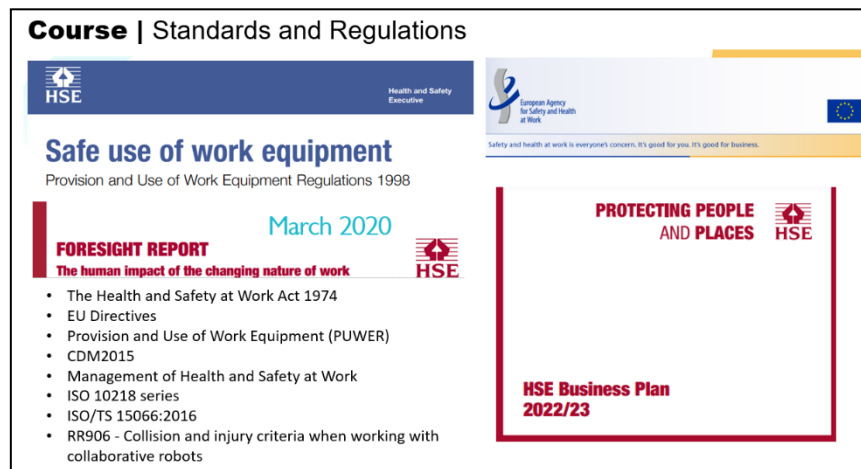 Course | Standards and Regulations
HSE
Health and Safety
Executive
Safe use of work equipment
Provision and Use of Work Equipment Regulations 1998
March 2020
FORESIGHT REPORT
The human impact of the changing nature of work
HSE
• The Health and Safety at Work Act 1974
• EU Directives
• Provision and Use of Work Equipment (PUWER)
• CDM2015
• Management of Health and Safety at Work
• ISO 10218 series
• ISO/TS 15066:2016
• RR906 - Collision and injury criteria when working with
collaborative robots
European Agency
for Safety and Health
at Work
Safety and health at work is everyone's concern. It's good for you. It's good for business.
PROTECTING PEOPLE
AND PLACES
HSE
HSE Business Plan
2022/23